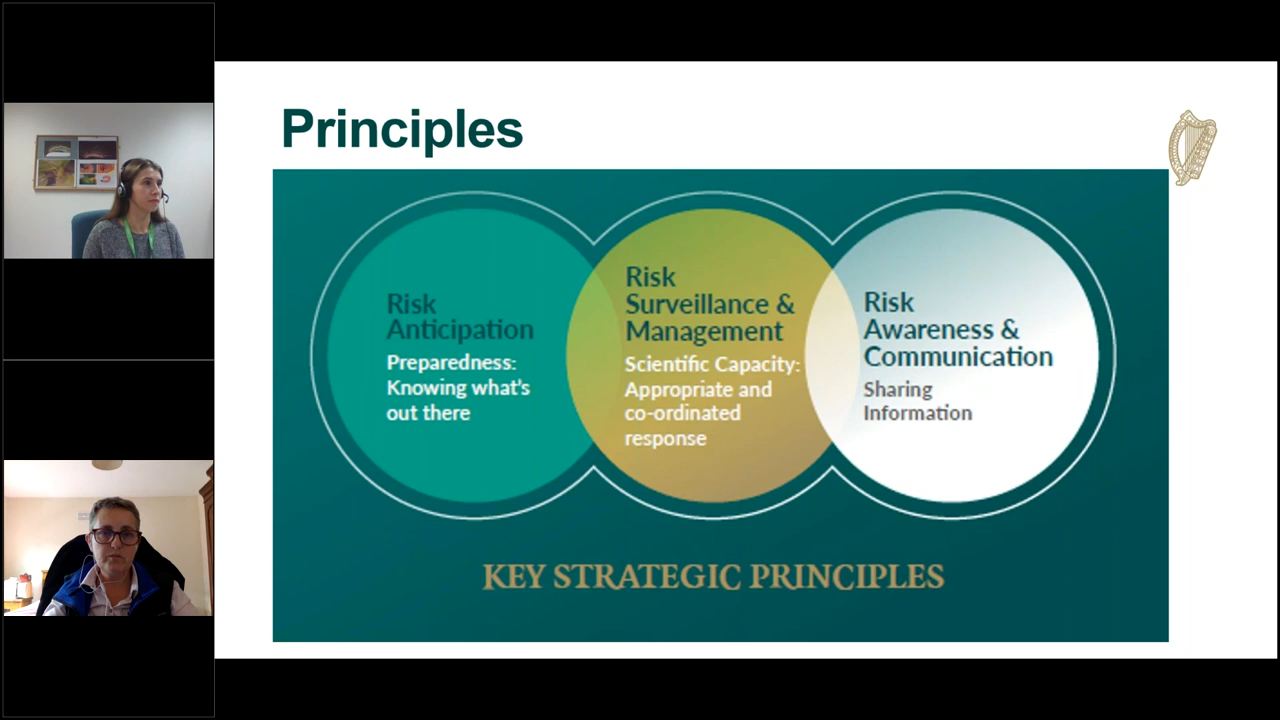 Principles
Risk
Anticipation
Preparedness:
Knowing what's
out there
Risk
Surveillance &
Management
Scientific Capacity:
Appropriate and
co-ordinated
response
Risk
Awareness &
Communication
Sharing
Information
KEY STRATEGIC PRINCIPLES